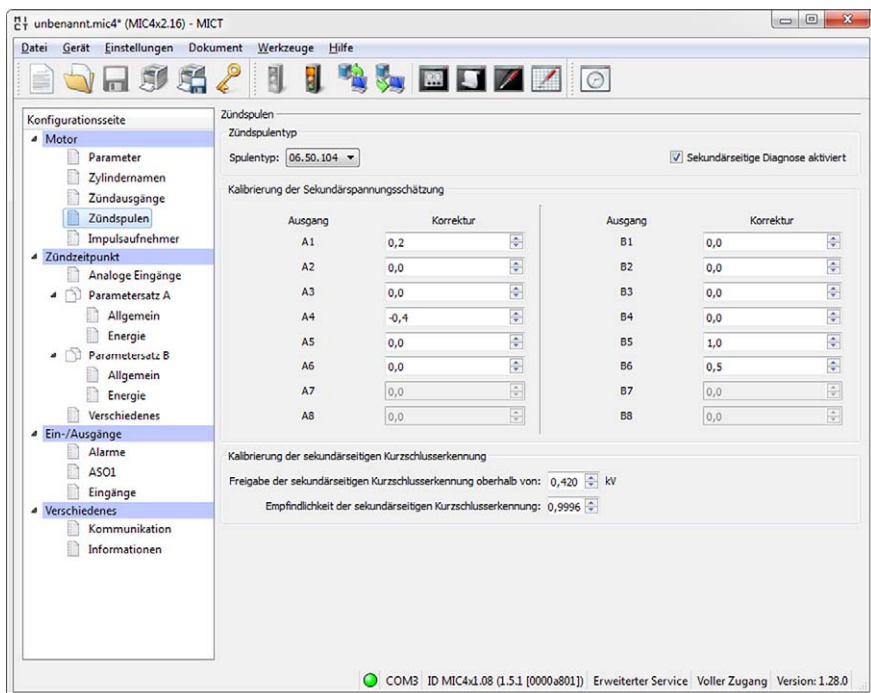 unbenannt.mic4* (MIC4x2.16) - MICT
Datei Gerät Einstellungen Dokument Werkzeuge Hilfe
Konfigurationsseite
Motor
Parameter
Zylindernamen
Zündausgänge
Zündspulen
Impulsaufnehmer
Zündzeitpunkt
Analoge Eingänge
Parametersatz A
Allgemein
Energie
Parametersatz B
Allgemein
Energie
Verschiedenes
Ein-/Ausgänge
Alarme
ASO1
Eingänge
Verschiedenes
Kommunikation
Informationen
Zündspulen
Zündspulentyp
Spulentyp: 06.50.104 Sekundärseitige Diagnose aktiviert
Kalibrierung der Sekundärspannungsschätzung
Ausgang Korrektur Ausgang Korrektur
A1 0,2 B1 0,0
A2 0,0 B2 0,0
A3 0,0 B3 0,0
A4 -0,4 B4 0,0
A5 0,0 B5 1,0
A6 0,0 B6 0,5
A7 0,0 B7 0,0
A8 0,0 B8 0,0
Kalibrierung der sekundärseitigen Kurzschlusserkennung
Freigabe der sekundärseitigen Kurzschlusserkennung oberhalb von: 0,420 kV
Empfindlichkeit der sekundärseitigen Kurzschlusserkennung: 0,9996
COM3 ID MIC4x1.08 (1.5.1 [0000a801]) Erweiterter Service Voller Zugang Version: 1.28.0